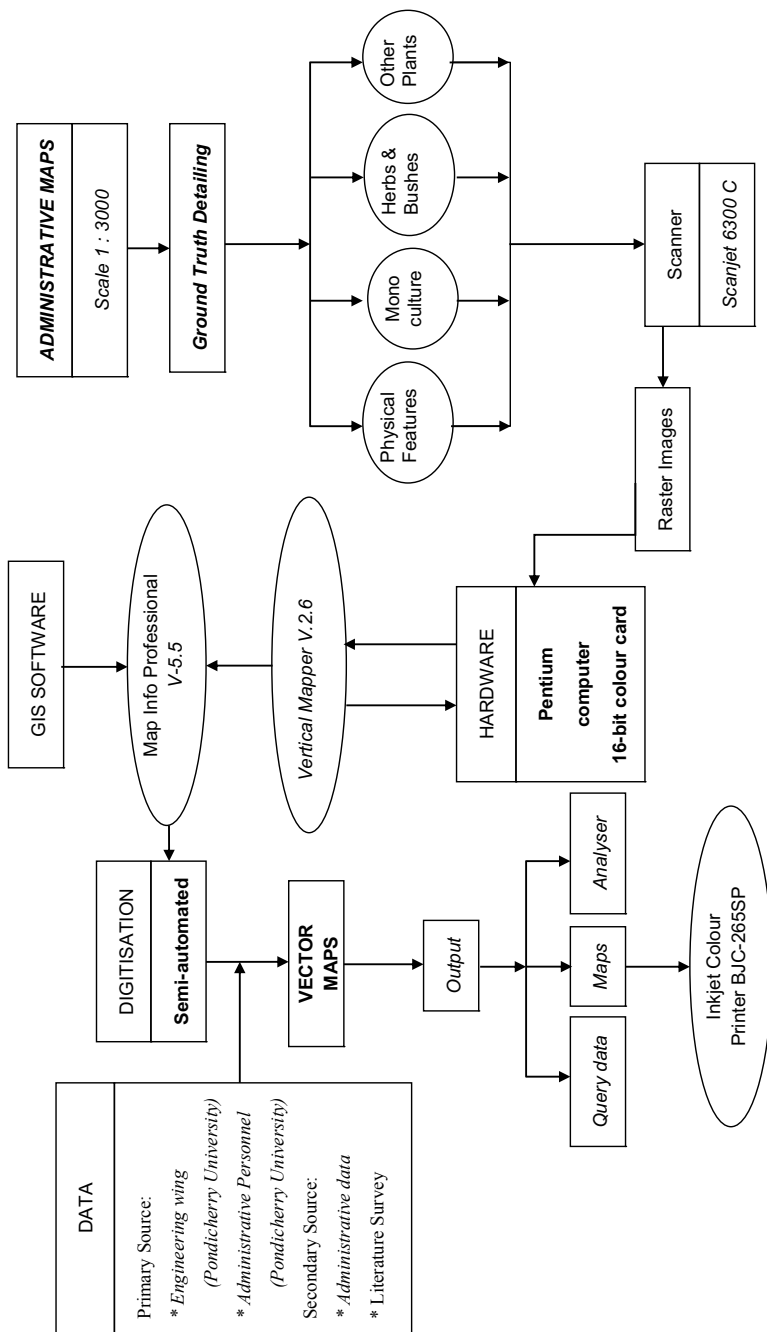 DATA
Primary Source:
* Engineering wing
(Pondicherry University)
* Administrative Personnel
(Pondicherry University)
Secondary Source:
* Administrative data
* Literature Survey
DIGITISATION
Semi-automated
VECTOR
MAPS
Output
Query data
Maps
Analyser
Inkjet Colour
Printer BJC-265SP
GIS SOFTWARE
Map Info Professional
V-5.5
Vertical Mapper V.2.6
HARDWARE
Pentium
computer
16-bit colour card
ADMINISTRATIVE MAPS
Scale 1 : 3000
Ground Truth Detailing
Physical
Features
Mono
culture
Herbs &
Bushes
Other
Plants
Scanner
Scanjet 6300 C
Raster Images